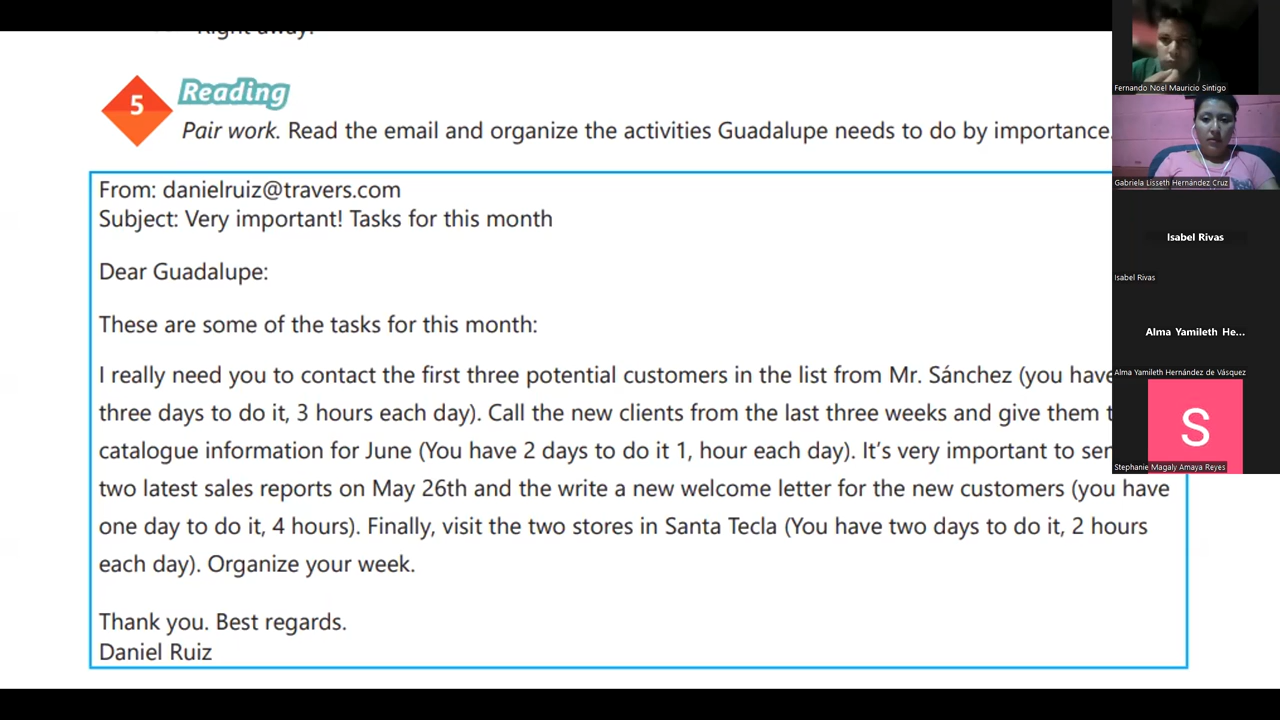 Right away!
5
Reading
Pair work. Read the email and organize the activities Guadalupe needs to do by importance.
From: danielruiz@travers.com
Subject: Very important! Tasks for this month
Dear Guadalupe:
These are some of the tasks for this month:
I really need you to contact the first three potential customers in the list from Mr. Sánchez (you have
three days to do it, 3 hours each day). Call the new clients from the last three weeks and give them
catalogue information for June (You have 2 days to do it 1, hour each day). It's very important to
two latest sales reports on May 26th and the write a new welcome letter for the new customers (you have
one day to do it, 4 hours). Finally, visit the two stores in Santa Tecla (You have two days to do it, 2 hours
each day). Organize your week.
Thank you. Best regards.
Daniel Ruiz
Fernando Noel Mauricio Sintigo
Gabriela Lisseth Hernández Cruz
Isabel Rivas
Isabel Rivas
Alma Yamileth He...
Alma Yamileth Hernández de Vásquez
S
Stephanie Magaly Amaya Reyes